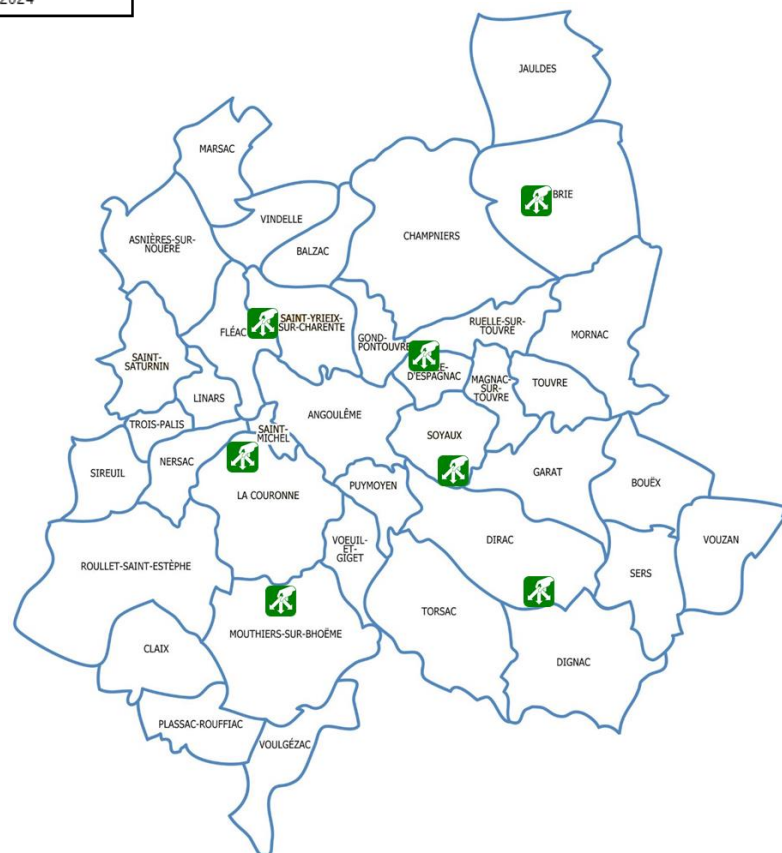 2024
JAULDES
MARSAC
BRIE
VINDELLE
ASNIÈRES-SUR-
NOUÈRE
CHAMPNIERS
BALZAC
SAINT-YRIEIX-
SUR-CHARENTE
FLÉAC
RUELLE-SUR-
TOUVRE
MORNAC
GOND-
PONTOUVRE
SAINT-
SATURNIN
D'ESPAGNAC
MAGNAC-
SUR-
TOUVRE
TOUVRE
LINARS
ANGOULÊME
TROIS-PALIS
SAINT-
MICHEL
SOYAUX
NERSAC
SIREUIL
GARAT
BOUËX
PUYMOYEN
LA COURONNE
VOEUIL-
ET-
GIGET
DIRAC
VOUZAN
ROULLET-SAINT-ESTÈPHE
SERS
TORSAC
MOUTHIERS-SUR-BHOËME
CLAIX
DIGNAC
PLASSAC-ROUFFIAC
VOULGÉZAC